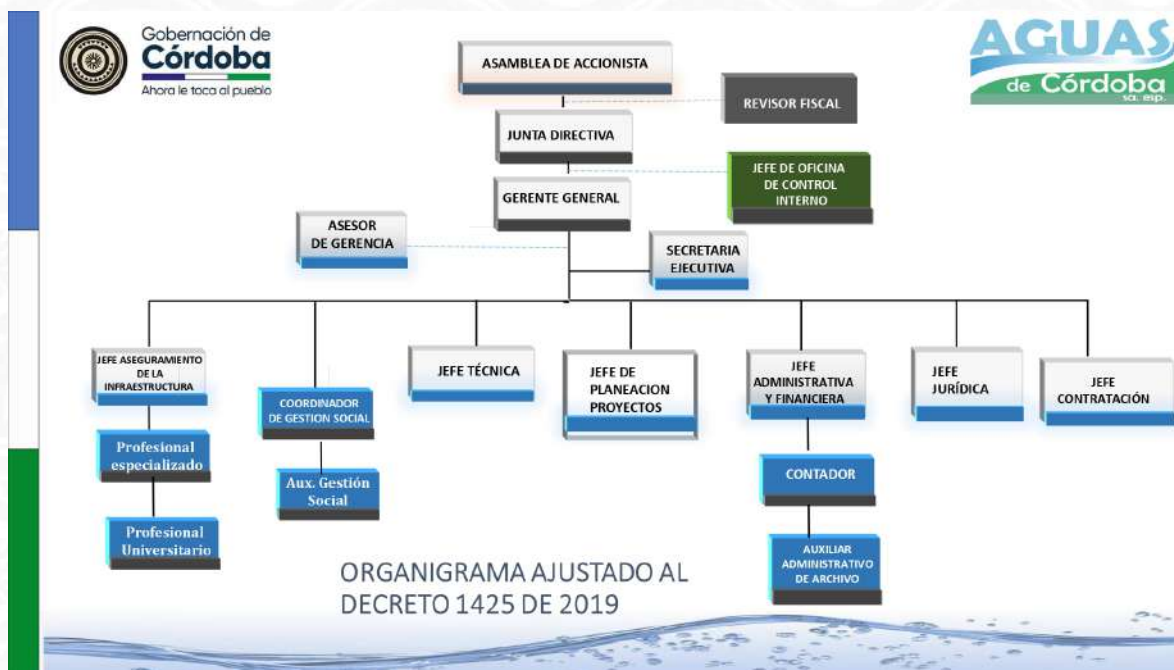 Gobernación de
Córdoba
Ahora le toca al pueblo
AGUAS
de Córdoba
sa. esp.
ASAMBLEA DE ACCIONISTA
REVISOR FISCAL
JUNTA DIRECTIVA
JEFE DE OFICINA
DE CONTROL
INTERNO
GERENTE GENERAL
ASESOR
DE GERENCIA
SECRETARIA
EJECUTIVA
JEFE ASEGURAMIENTO
DE LA
INFRAESTRUCTURA
COORDINADOR
DE GESTION SOCIAL
JEFE TÉCNICA
JEFE DE
PLANEACION
PROYECTOS
JEFE
ADMINISTRATIVA
Y FINANCIERA
JEFE
JURÍDICA
JEFE
CONTRATACIÓN
Profesional
especializado
Aux. Gestión
Social
CONTADOR
Profesional
Universitario
AUXILIAR
ADMINISTRATIVO
DE ARCHIVO
ORGANIGRAMA AJUSTADO AL
DECRETO 1425 DE 2019